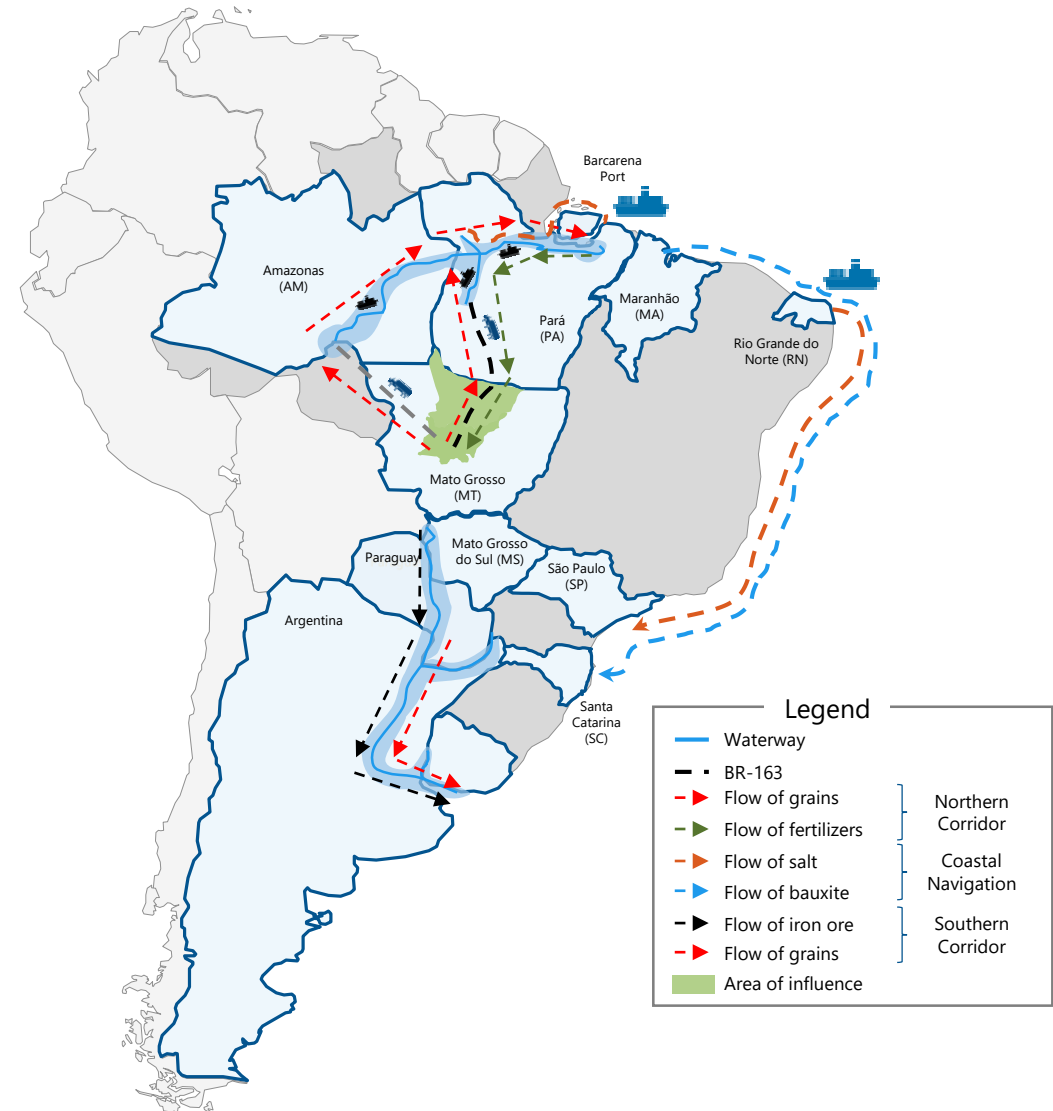 Barcarena
Port
Amazonas
(AM)
Maranhão
(MA)
Pará
(PA)
Rio Grande do
Norte (RN)
Mato Grosso
(MT)
Mato Grosso
do Sul (MS)
Paraguay
São Paulo
(SP)
Argentina
Santa
Catarina
(SC)
Legend
Waterway
BR-163
Flow of grains
Flow of fertilizers
Northern
Corridor
Flow of salt
Flow of bauxite
Coastal
Navigation
Flow of iron ore
Flow of grains
Southern
Corridor
Area of influence